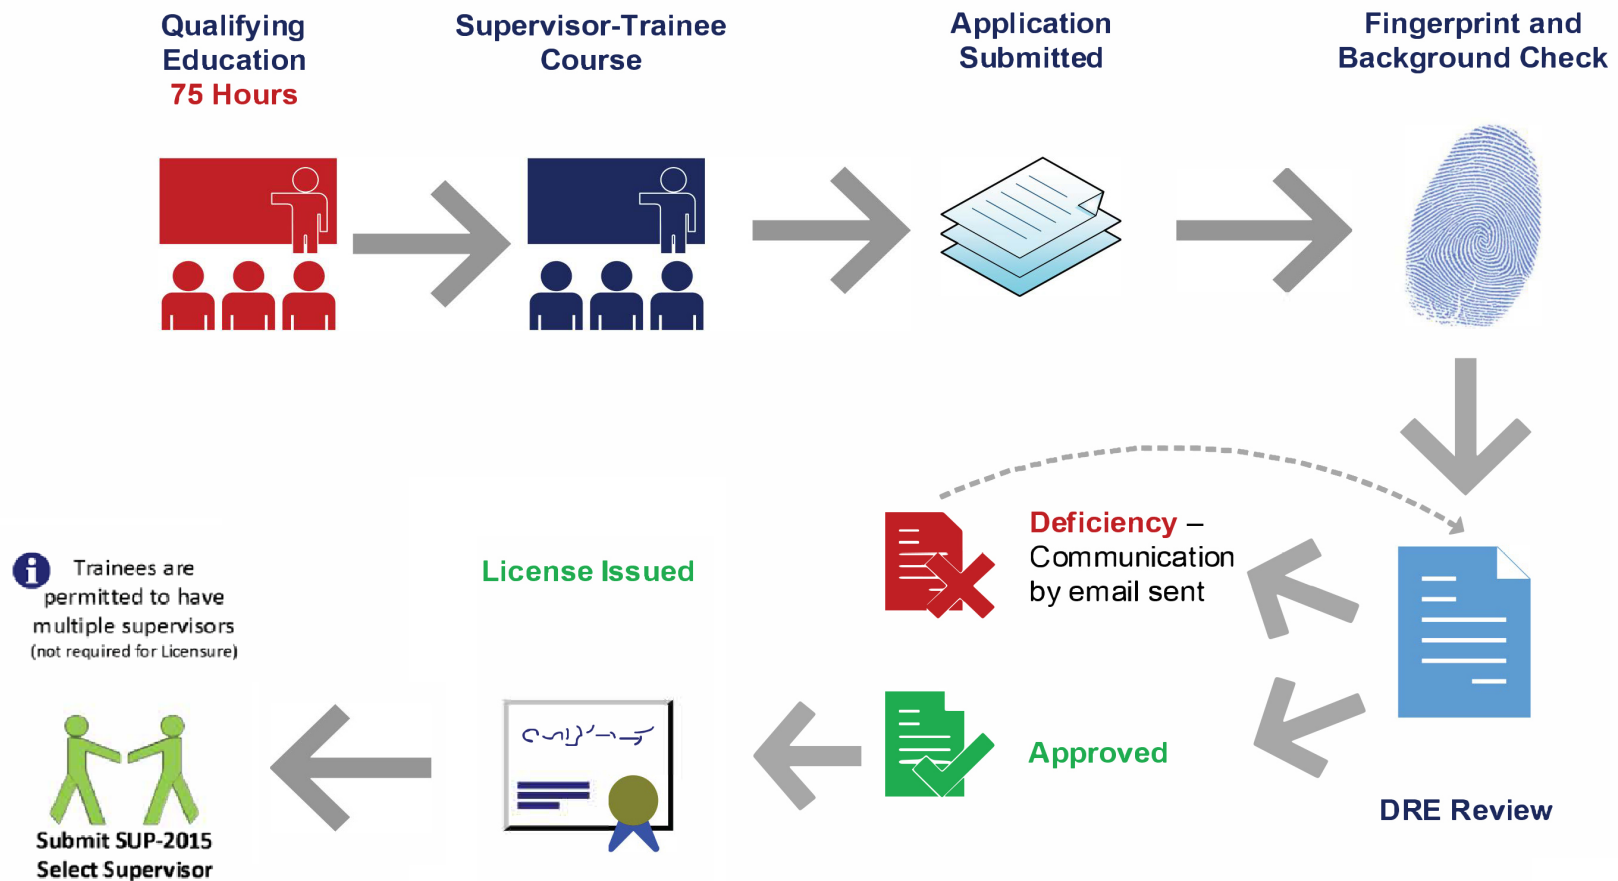 Qualifying
Education
75 Hours
Supervisor-Trainee
Course
Application
Submitted
Fingerprint and
Background Check
Deficiency –
Communication
by email sent
Approved
DRE Review
License Issued
i
Trainees are
permitted to have
multiple supervisors
(not required for Licensure)
Submit SUP-2015
Select Supervisor